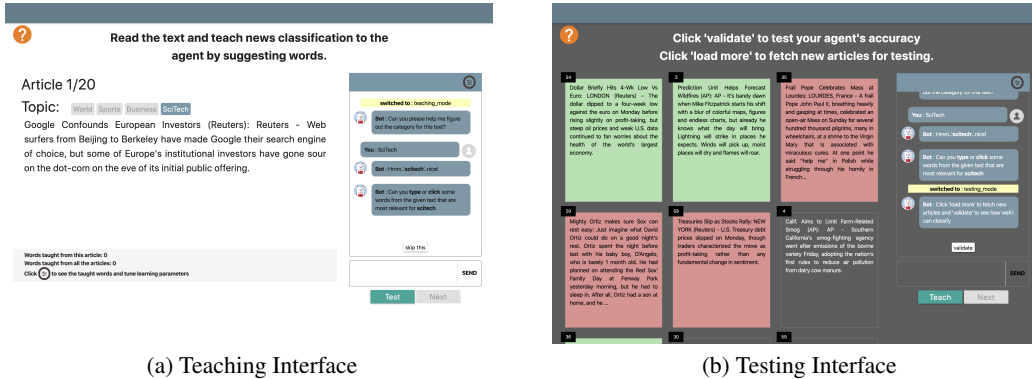 ?
Read the text and teach news classification to the
agent by suggesting words.
Article 1/20
Topic: World Sports Business SciTech
Google Confounds European Investors (Reuters): Reuters - Web
surfers from Beijing to Berkeley have made Google their search engine
of choice, but some of Europe's institutional investors have gone sour
on the dot-com on the eve of its initial public offering.
Words taught from this article: 0
Words taught from all the articles: 0
Click to see the taught words and tune learning parameters
switched to : teaching_mode
Bot : Can you please help me figure
out the category for this text?
You : SciTech
Bot : Hmm..'scitech'..nice!
Bot : Can you type or click some
words from the given text that are
most relevant for scitech
skip this
SEND
Test Next
(a) Teaching Interface
?
Click 'validate' to test your agent's accuracy
Click 'load more' to fetch new articles for testing.
54
Dollar Briefly Hits 4-Wk Low Vs
Euro: LONDON (Reuters) - The
dollar dipped to a four-week low
against the euro on Monday before
rising slightly on profit-taking, but
steep oil prices and weak U.S. data
continued to fan worries about the
health of the world's largest
economy.
3
Prediction Unit Helps Forecast
Wildfires (AP): AP - It's barely dawn
when Mike Fitzpatrick starts his shift
with a blur of colorful maps, figures
and endless charts, but already he
knows what the day will bring.
Lightning will strike in places he
expects. Winds will pick up, moist
places will dry and flames will roar.
35
Frail Pope Celebrates Mass at
Lourdes: LOURDES, France - A frail
Pope John Paul II, breathing heavily
and gasping at times, celebrated an
open-air Mass on Sunday for several
hundred thousand pilgrims, many in
wheelchairs, at a shrine to the Virgin
Mary that is associated with
miraculous cures. At one point he
said "help me" in Polish while
struggling through his homily in
French...
29
Mighty Ortiz makes sure Sox can
rest easy: Just imagine what David
Ortiz could do on a good night's
rest. Ortiz spent the night before
last with his baby boy, D'Angelo,
who is barely 1 month old. He had
planned on attending the Red Sox'
Family Day at Fenway Park
yesterday morning, but he had to
sleep in. After all, Ortiz had a son at
home, and he ...
58
Treasuries Slip as Stocks Rally: NEW
YORK (Reuters) - U.S. Treasury debt
prices slipped on Monday, though
traders characterized the move as
profit-taking rather than any
fundamental change in sentiment.
4
Calif. Aims to Limit Farm-Related
Smog (AP): AP - Southern
California's smog-fighting agency
went after emissions of the bovine
variety Friday, adopting the nation's
first rules to reduce air pollution
from dairy cow manure.
36
30
59
out the category for this text?
You : SciTech
Bot : Hmm..'scitech'..nice!
Bot : Can you type or click some
words from the given text that are
most relevant for scitech
switched to : testing_mode
Bot : Click 'load more' to fetch new
articles and 'validate' to see how well i
can classify
validate
SEND
Teach Next
(b) Testing Interface